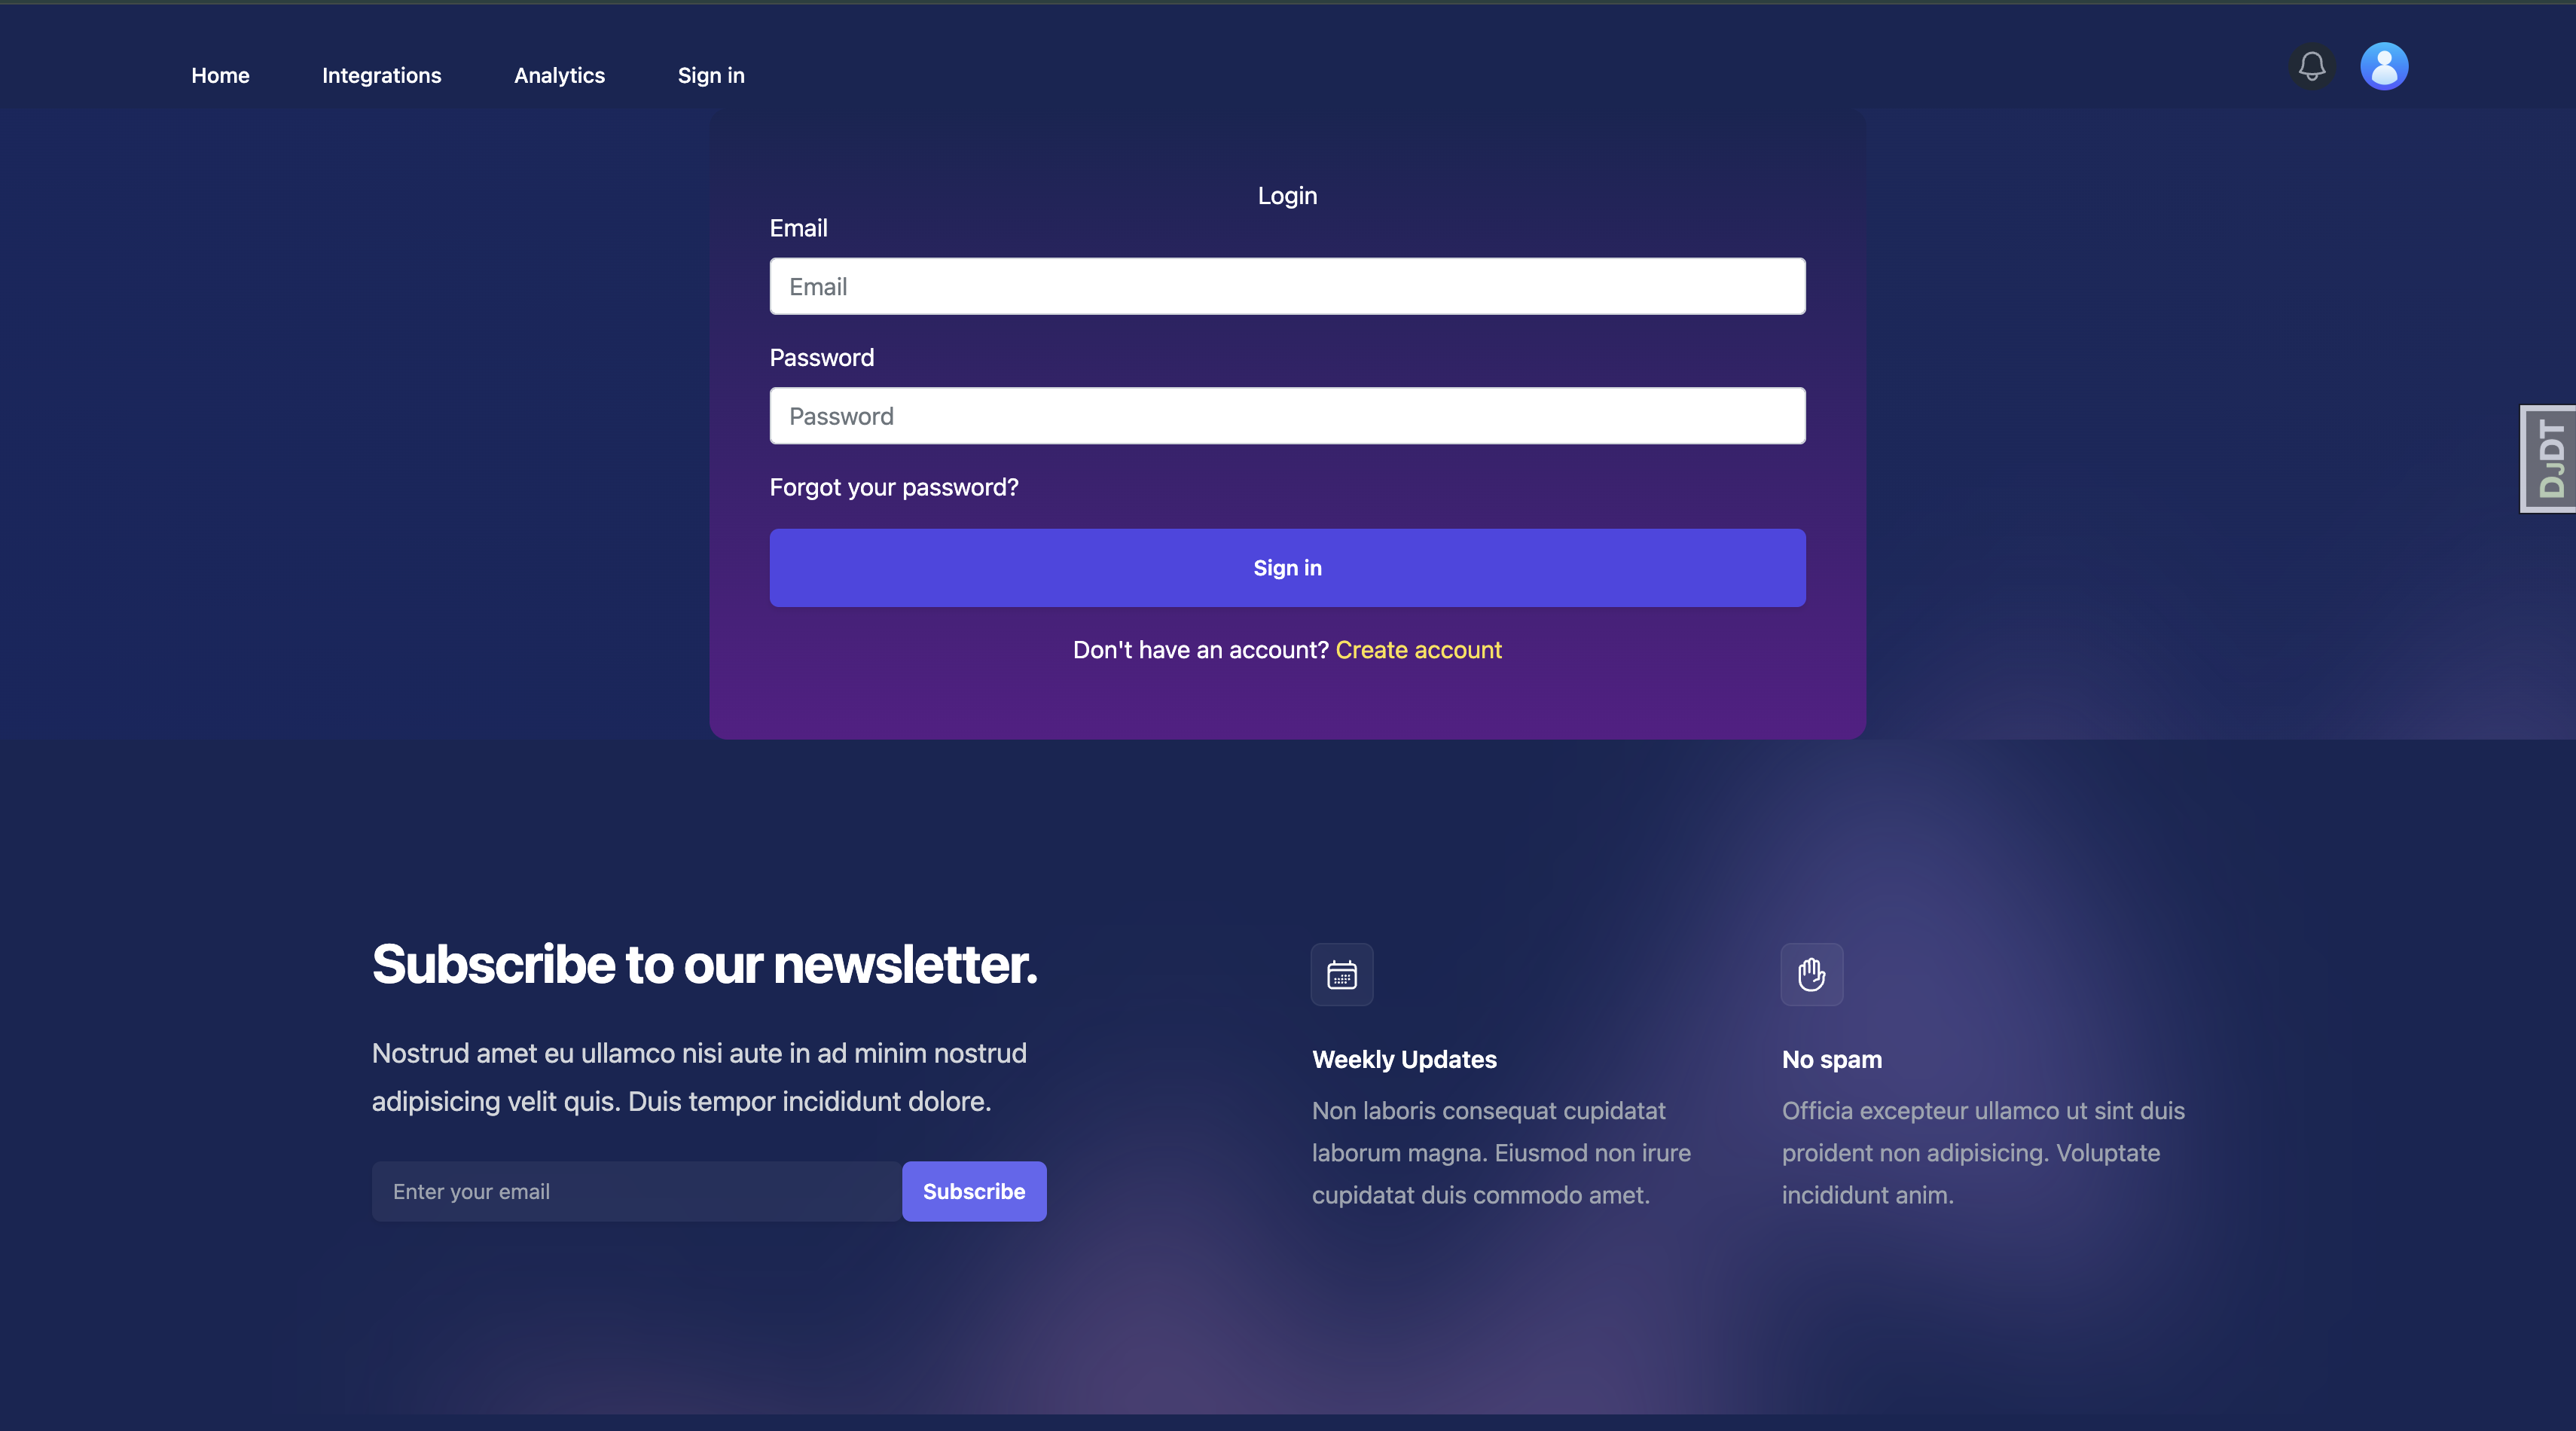 Home
Integrations
Analytics
Sign in
Login
Email
Email
Password
Password
Forgot your password?
Sign in
Don't have an account? Create account
DJDT
Subscribe to our newsletter.
Nostrud amet eu ullamco nisi aute in ad minim nostrud
adipisicing velit quis. Duis tempor incididunt dolore.
Enter your email
Subscribe
Weekly Updates
Non laboris consequat cupidatat
laborum magna. Eiusmod non irure
cupidatat duis commodo amet.
No spam
Officia excepteur ullamco ut sint duis
proident non adipisicing. Voluptate
incididunt anim.